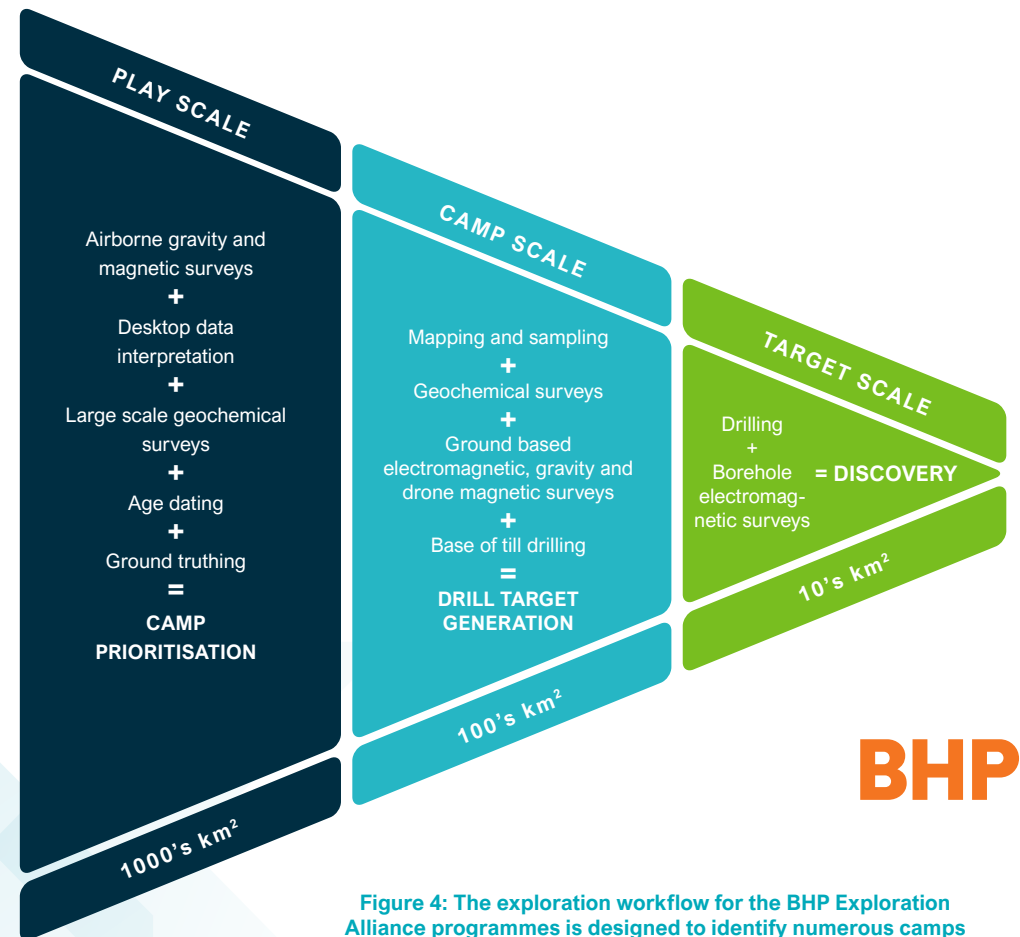 PLAY SCALE
Airborne gravity and
magnetic surveys
+
Desktop data
interpretation
+
Large scale geochemical
surveys
+
Age dating
+
Ground truthing
=
CAMP
PRIORITISATION
1000's km²
CAMP SCALE
Mapping and sampling
+
Geochemical surveys
+
Ground based
electromagnetic, gravity and
drone magnetic surveys
+
Base of till drilling
=
DRILL TARGET
GENERATION
100's km²
TARGET SCALE
Drilling
+
Borehole
electromag-
netic surveys
= DISCOVERY
10's km²
BHP
Figure 4: The exploration workflow for the BHP Exploration
Alliance programmes is designed to identify numerous camps